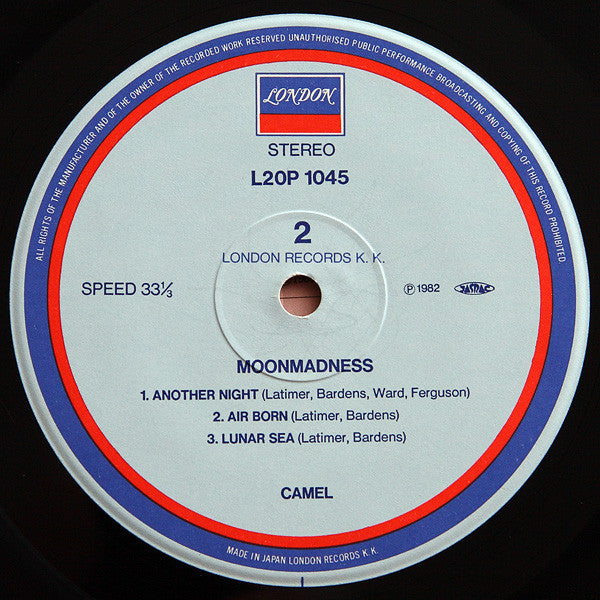 ALL RIGHTS OF THE MANUFACTURER AND OF THE OWNER OF THE RECORDED WORK RESERVED UNAUTHORISED PUBLIC PERFORMANCE BROADCASTING AND COPYING OF THIS RECORD PROHIBITED
LONDON
STEREO
L20P 1045
2
LONDON RECORDS K. K.
SPEED 33⅓
℗ 1982 JASRAC
MOONMADNESS
1. ANOTHER NIGHT (Latimer, Bardens, Ward, Ferguson)
2. AIR BORN (Latimer, Bardens)
3. LUNAR SEA (Latimer, Bardens)
CAMEL
MADE IN JAPAN LONDON RECORDS K. K.